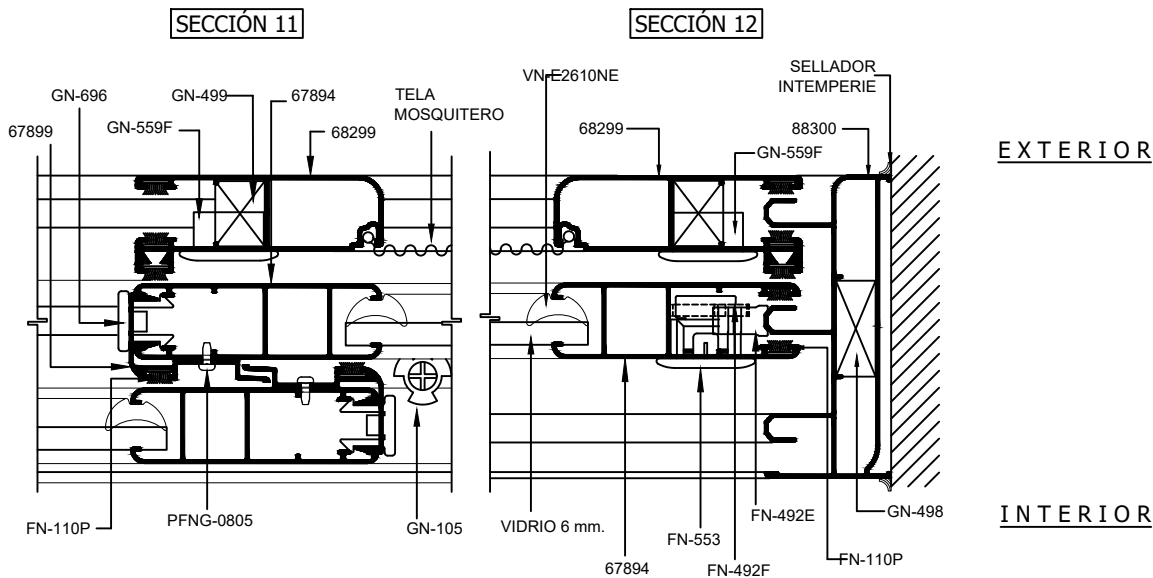 SECCIÓN 11
SECCIÓN 12
GN-696
GN-499
67894
TELA
MOSQUITERO
67899
GN-559F
68299
VN-E2610NE
SELLADOR
INTEMPERIE
68299
88300
GN-559F
EXTERIOR
FN-110P
PFNG-0805
GN-105
VIDRIO 6 mm.
67894
FN-553
FN-492F
FN-492E
FN-110P
GN-498
INTERIOR